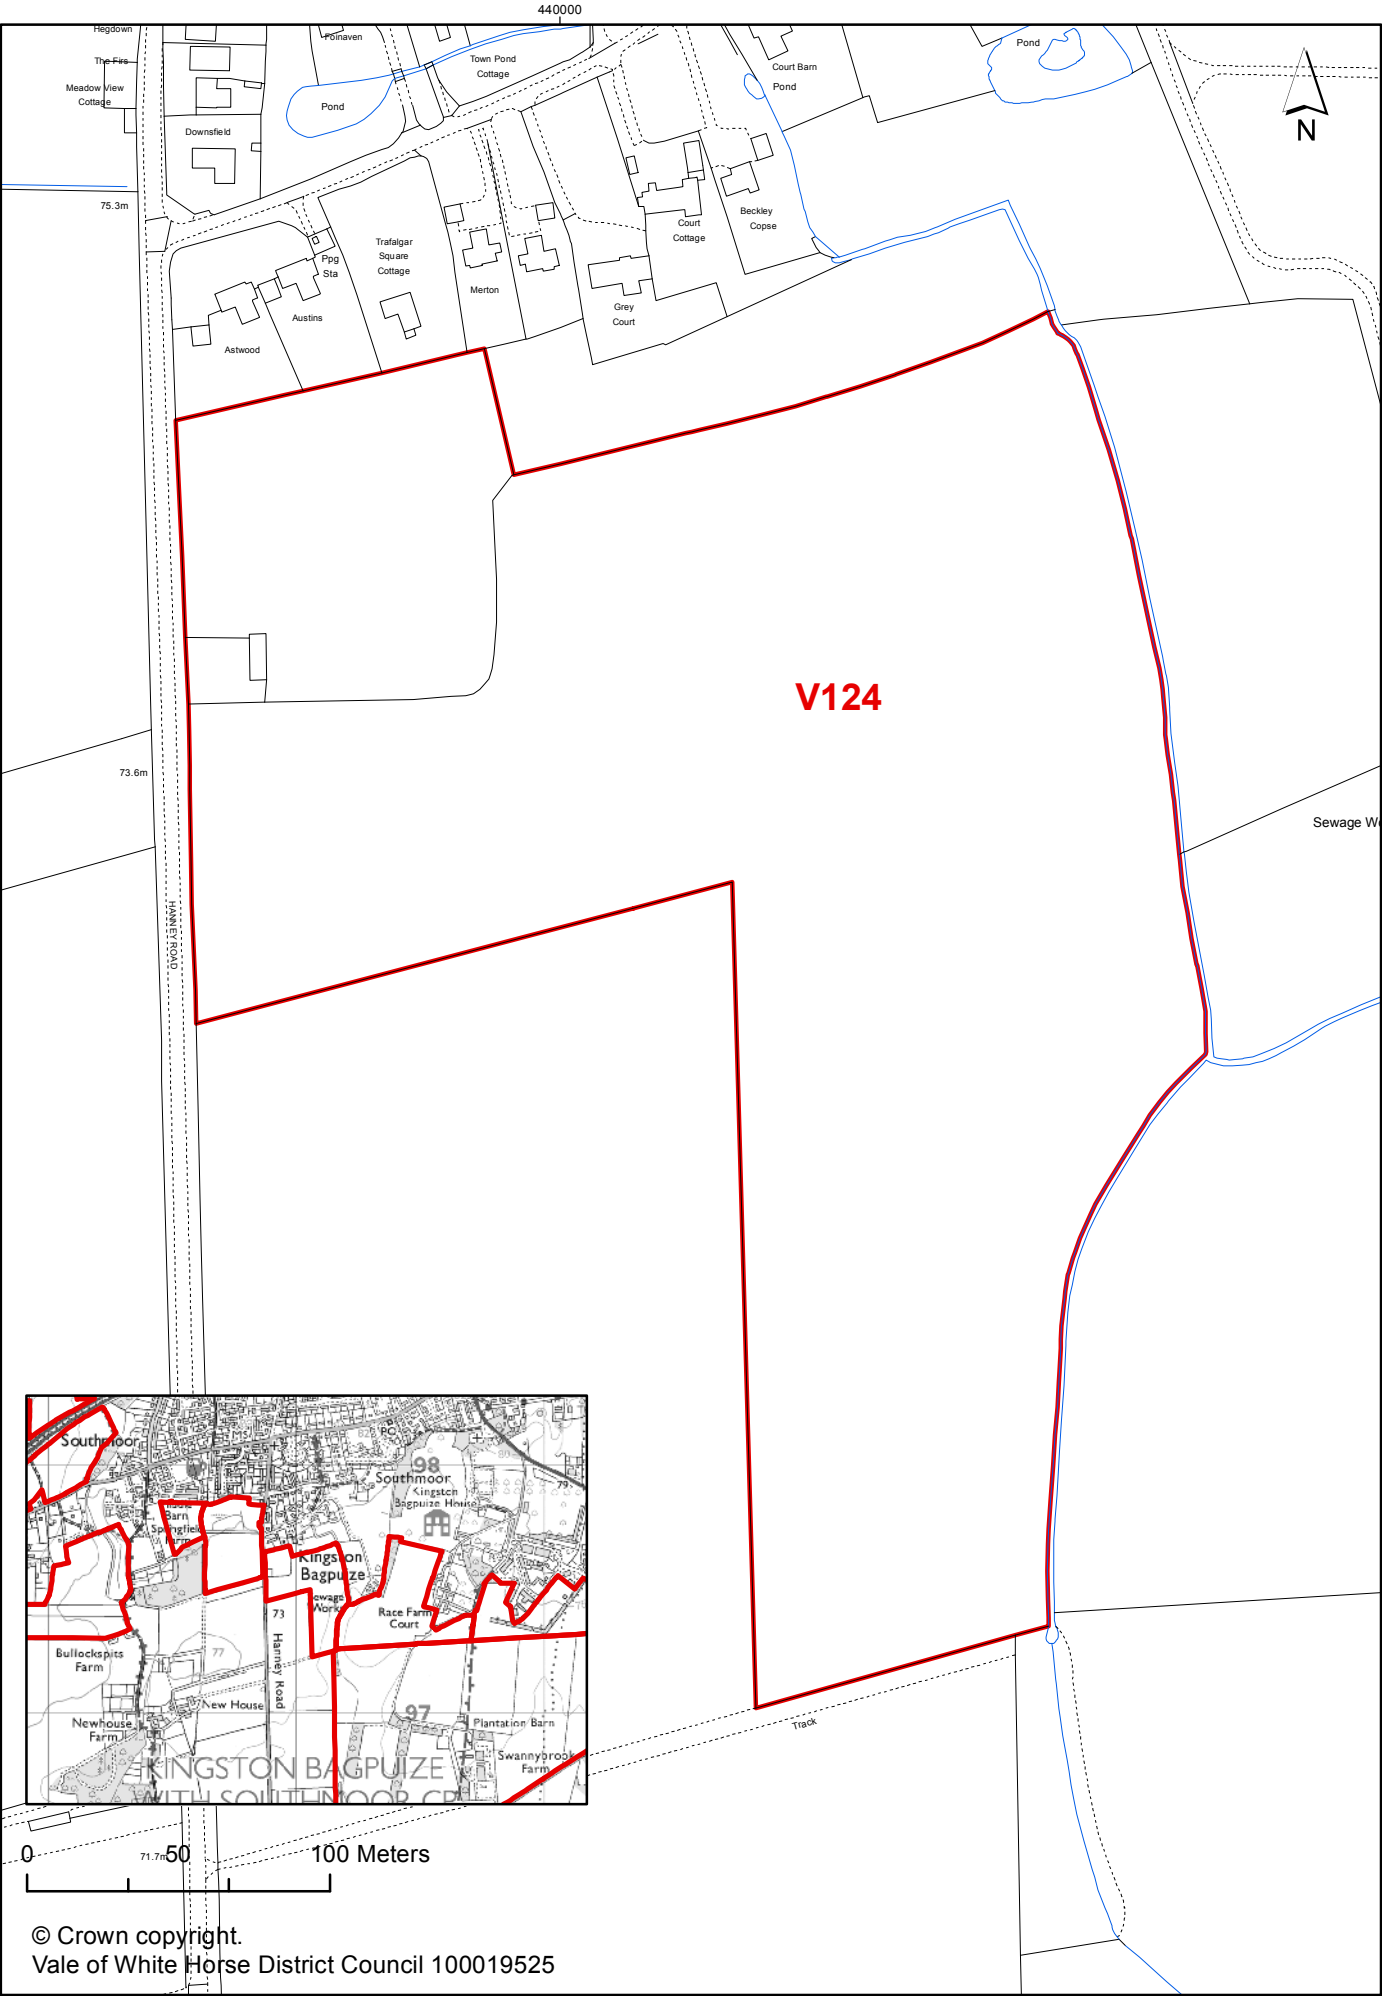 440000
Hegdown
Foinaven
The Firs
Town Pond
Cottage
Meadow View
Cottage
Pond
Downsfield
Court Barn
Pond
Pond
N
75.3m
Trafalgar
Square
Cottage
Ppg
Sta
Merton
Court
Cottage
Beckley
Copse
Grey
Court
Austins
Astwood
V124
73.6m
Sewage W
HANNEY ROAD
Track
Southmoor
PC
98
Southmoor
Kingston
Bagpuize House
79
Barn
Springfield
Farm
Kingston
Bagpuize
Sewage
Works
Race Farm
Court
73
Hanney Road
77
Bullockspits
Farm
New House
Newhouse
Farm
97
Plantation Barn
Swannybrook
Farm
KINGSTON BAGPUIZE
WITH SOUTHMOOR CP
0 50 100 Meters
71.7m
© Crown copyright.
Vale of White Horse District Council 100019525